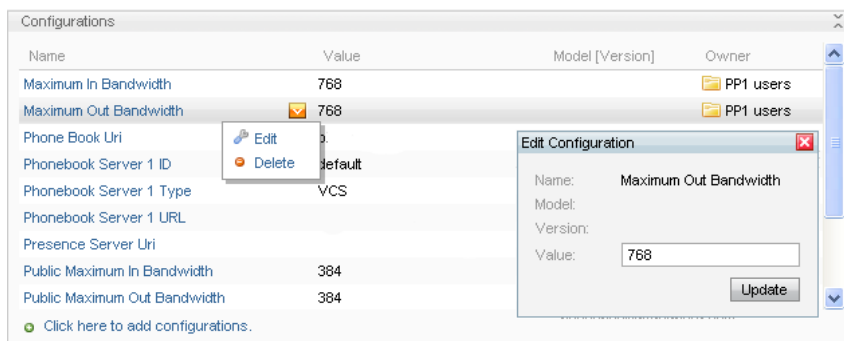 Configurations
Name Value Model [Version] Owner
Maximum In Bandwidth 768 PP1 users
Maximum Out Bandwidth 768 PP1 users
Phone Book Uri
Edit
Phonebook Server 1 ID default
Delete
Phonebook Server 1 Type VCS
Phonebook Server 1 URL
Presence Server Uri
Public Maximum In Bandwidth 384
Public Maximum Out Bandwidth 384
Click here to add configurations.
Edit Configuration
Name: Maximum Out Bandwidth
Model:
Version:
Value: 768
Update